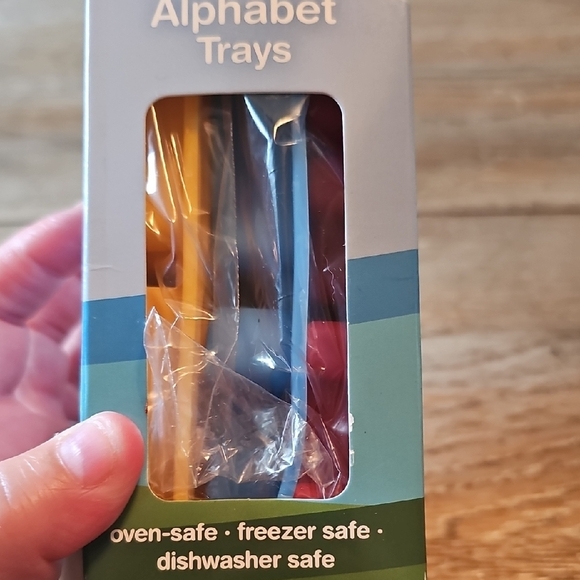 Alphabet
Trays
oven-safe · freezer safe ·
dishwasher safe